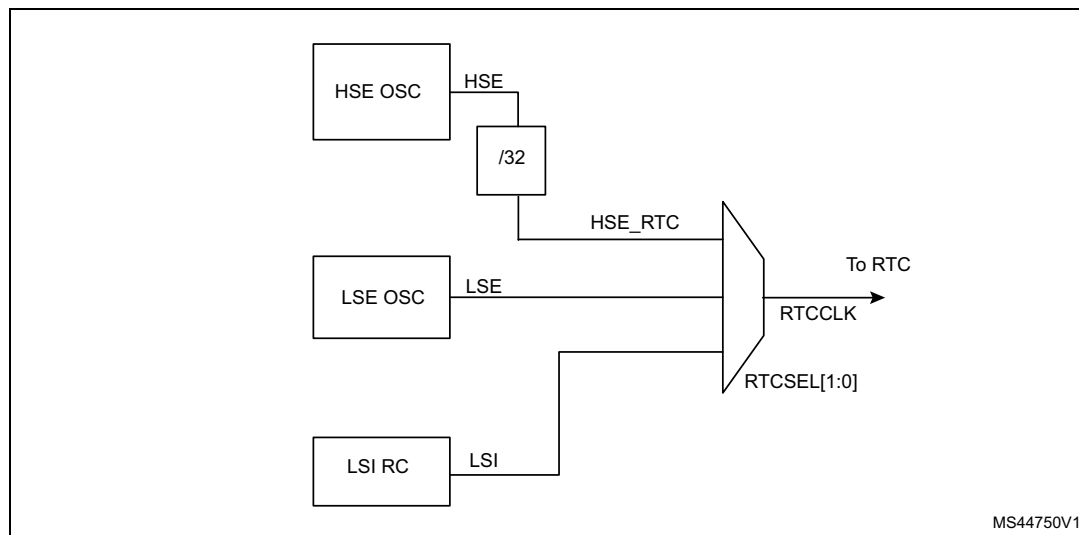 HSE OSC
HSE
/32
HSE_RTC
To RTC
LSE OSC
LSE
RTCCLK
RTCSEL[1:0]
LSI RC
LSI
MS44750V1